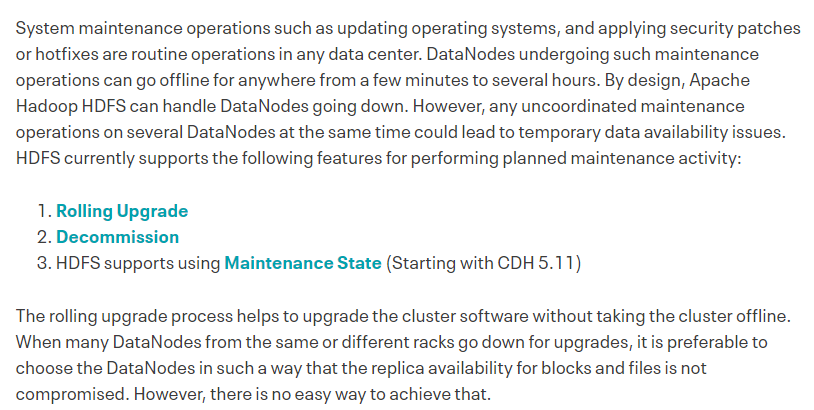 System maintenance operations such as updating operating systems, and applying security patches
or hotfixes are routine operations in any data center. DataNodes undergoing such maintenance
operations can go offline for anywhere from a few minutes to several hours. By design, Apache
Hadoop HDFS can handle DataNodes going down. However, any uncoordinated maintenance
operations on several DataNodes at the same time could lead to temporary data availability issues.
HDFS currently supports the following features for performing planned maintenance activity:
1. Rolling Upgrade
2. Decommission
3. HDFS supports using Maintenance State (Starting with CDH 5.11)
The rolling upgrade process helps to upgrade the cluster software without taking the cluster offline.
When many DataNodes from the same or different racks go down for upgrades, it is preferable to
choose the DataNodes in such a way that the replica availability for blocks and files is not
compromised. However, there is no easy way to achieve that.